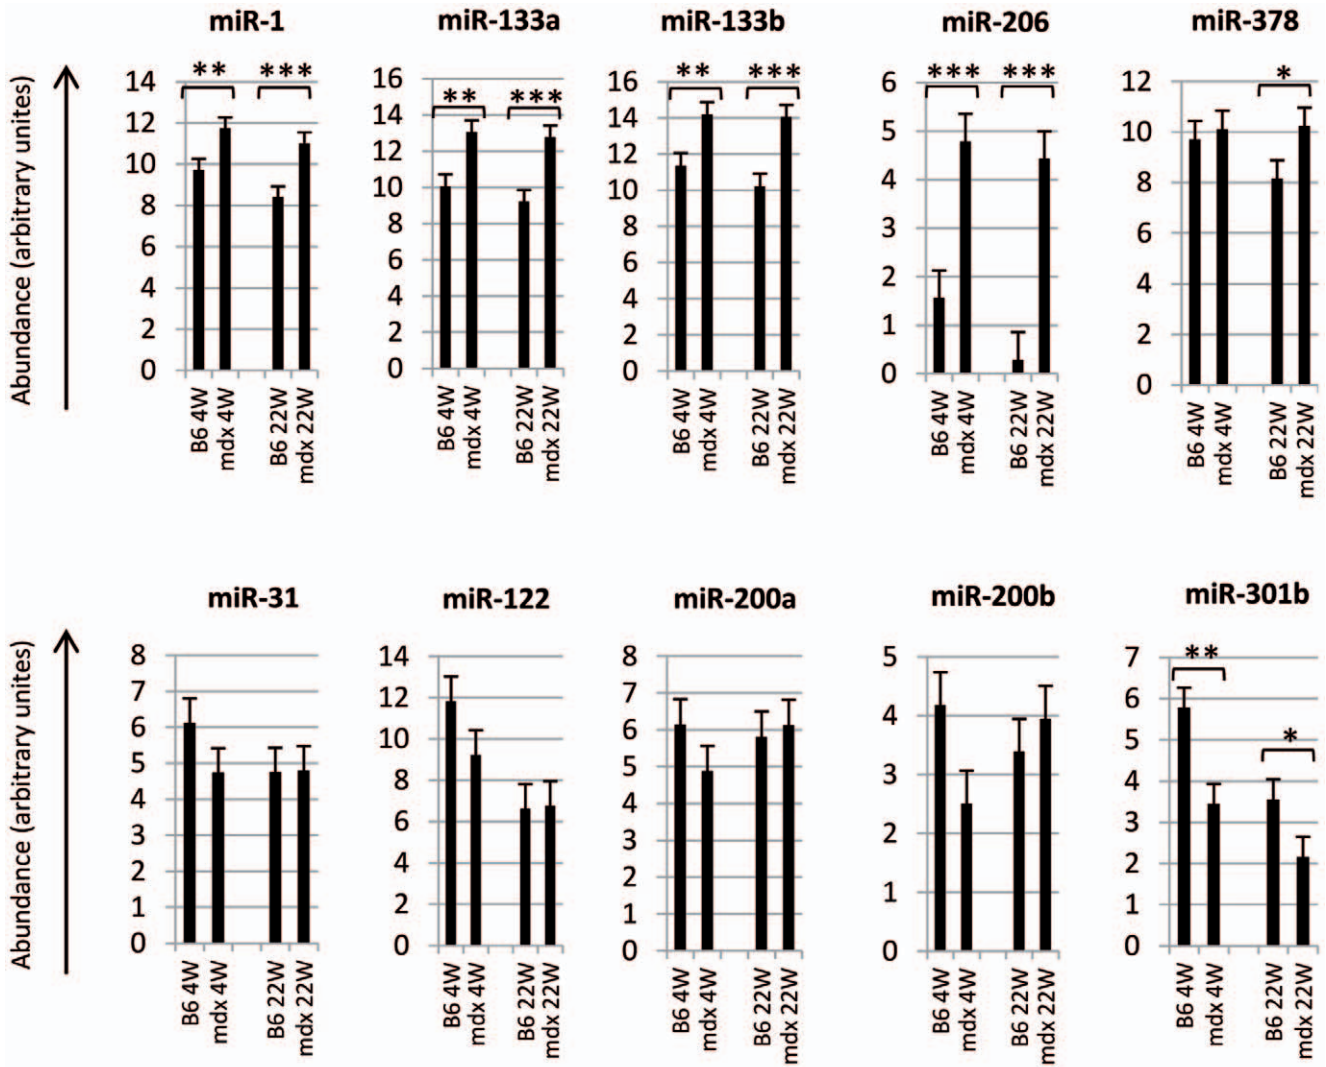 miR-1 miR-133a miR-133b miR-206 miR-378
Abundance (arbitrary unites)
** ***
14
12
10
8
6
4
2
0
B6 4W
mdx 4W
B6 22W
mdx 22W
** ***
16
14
12
10
8
6
4
2
0
B6 4W
mdx 4W
B6 22W
mdx 22W
** ***
16
14
12
10
8
6
4
2
0
B6 4W
mdx 4W
B6 22W
mdx 22W
*** ***
6
5
4
3
2
1
0
B6 4W
mdx 4W
B6 22W
mdx 22W
*
12
10
8
6
4
2
0
B6 4W
mdx 4W
B6 22W
mdx 22W
miR-31 miR-122 miR-200a miR-200b miR-301b
Abundance (arbitrary unites)
8
7
6
5
4
3
2
1
0
B6 4W
mdx 4W
B6 22W
mdx 22W
14
12
10
8
6
4
2
0
B6 4W
mdx 4W
B6 22W
mdx 22W
8
7
6
5
4
3
2
1
0
B6 4W
mdx 4W
B6 22W
mdx 22W
5
4
3
2
1
0
B6 4W
mdx 4W
B6 22W
mdx 22W
**
*
7
6
5
4
3
2
1
0
B6 4W
mdx 4W
B6 22W
mdx 22W